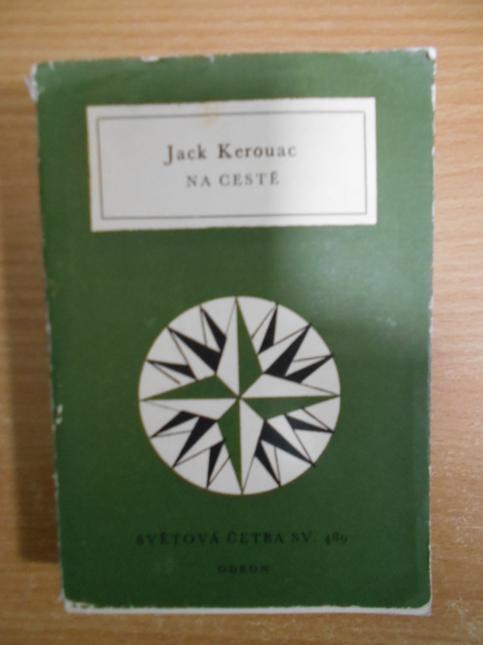 Jack Kerouac
NA CESTĚ
SVĚTOVÁ ČETBA SV. 489
ODEON